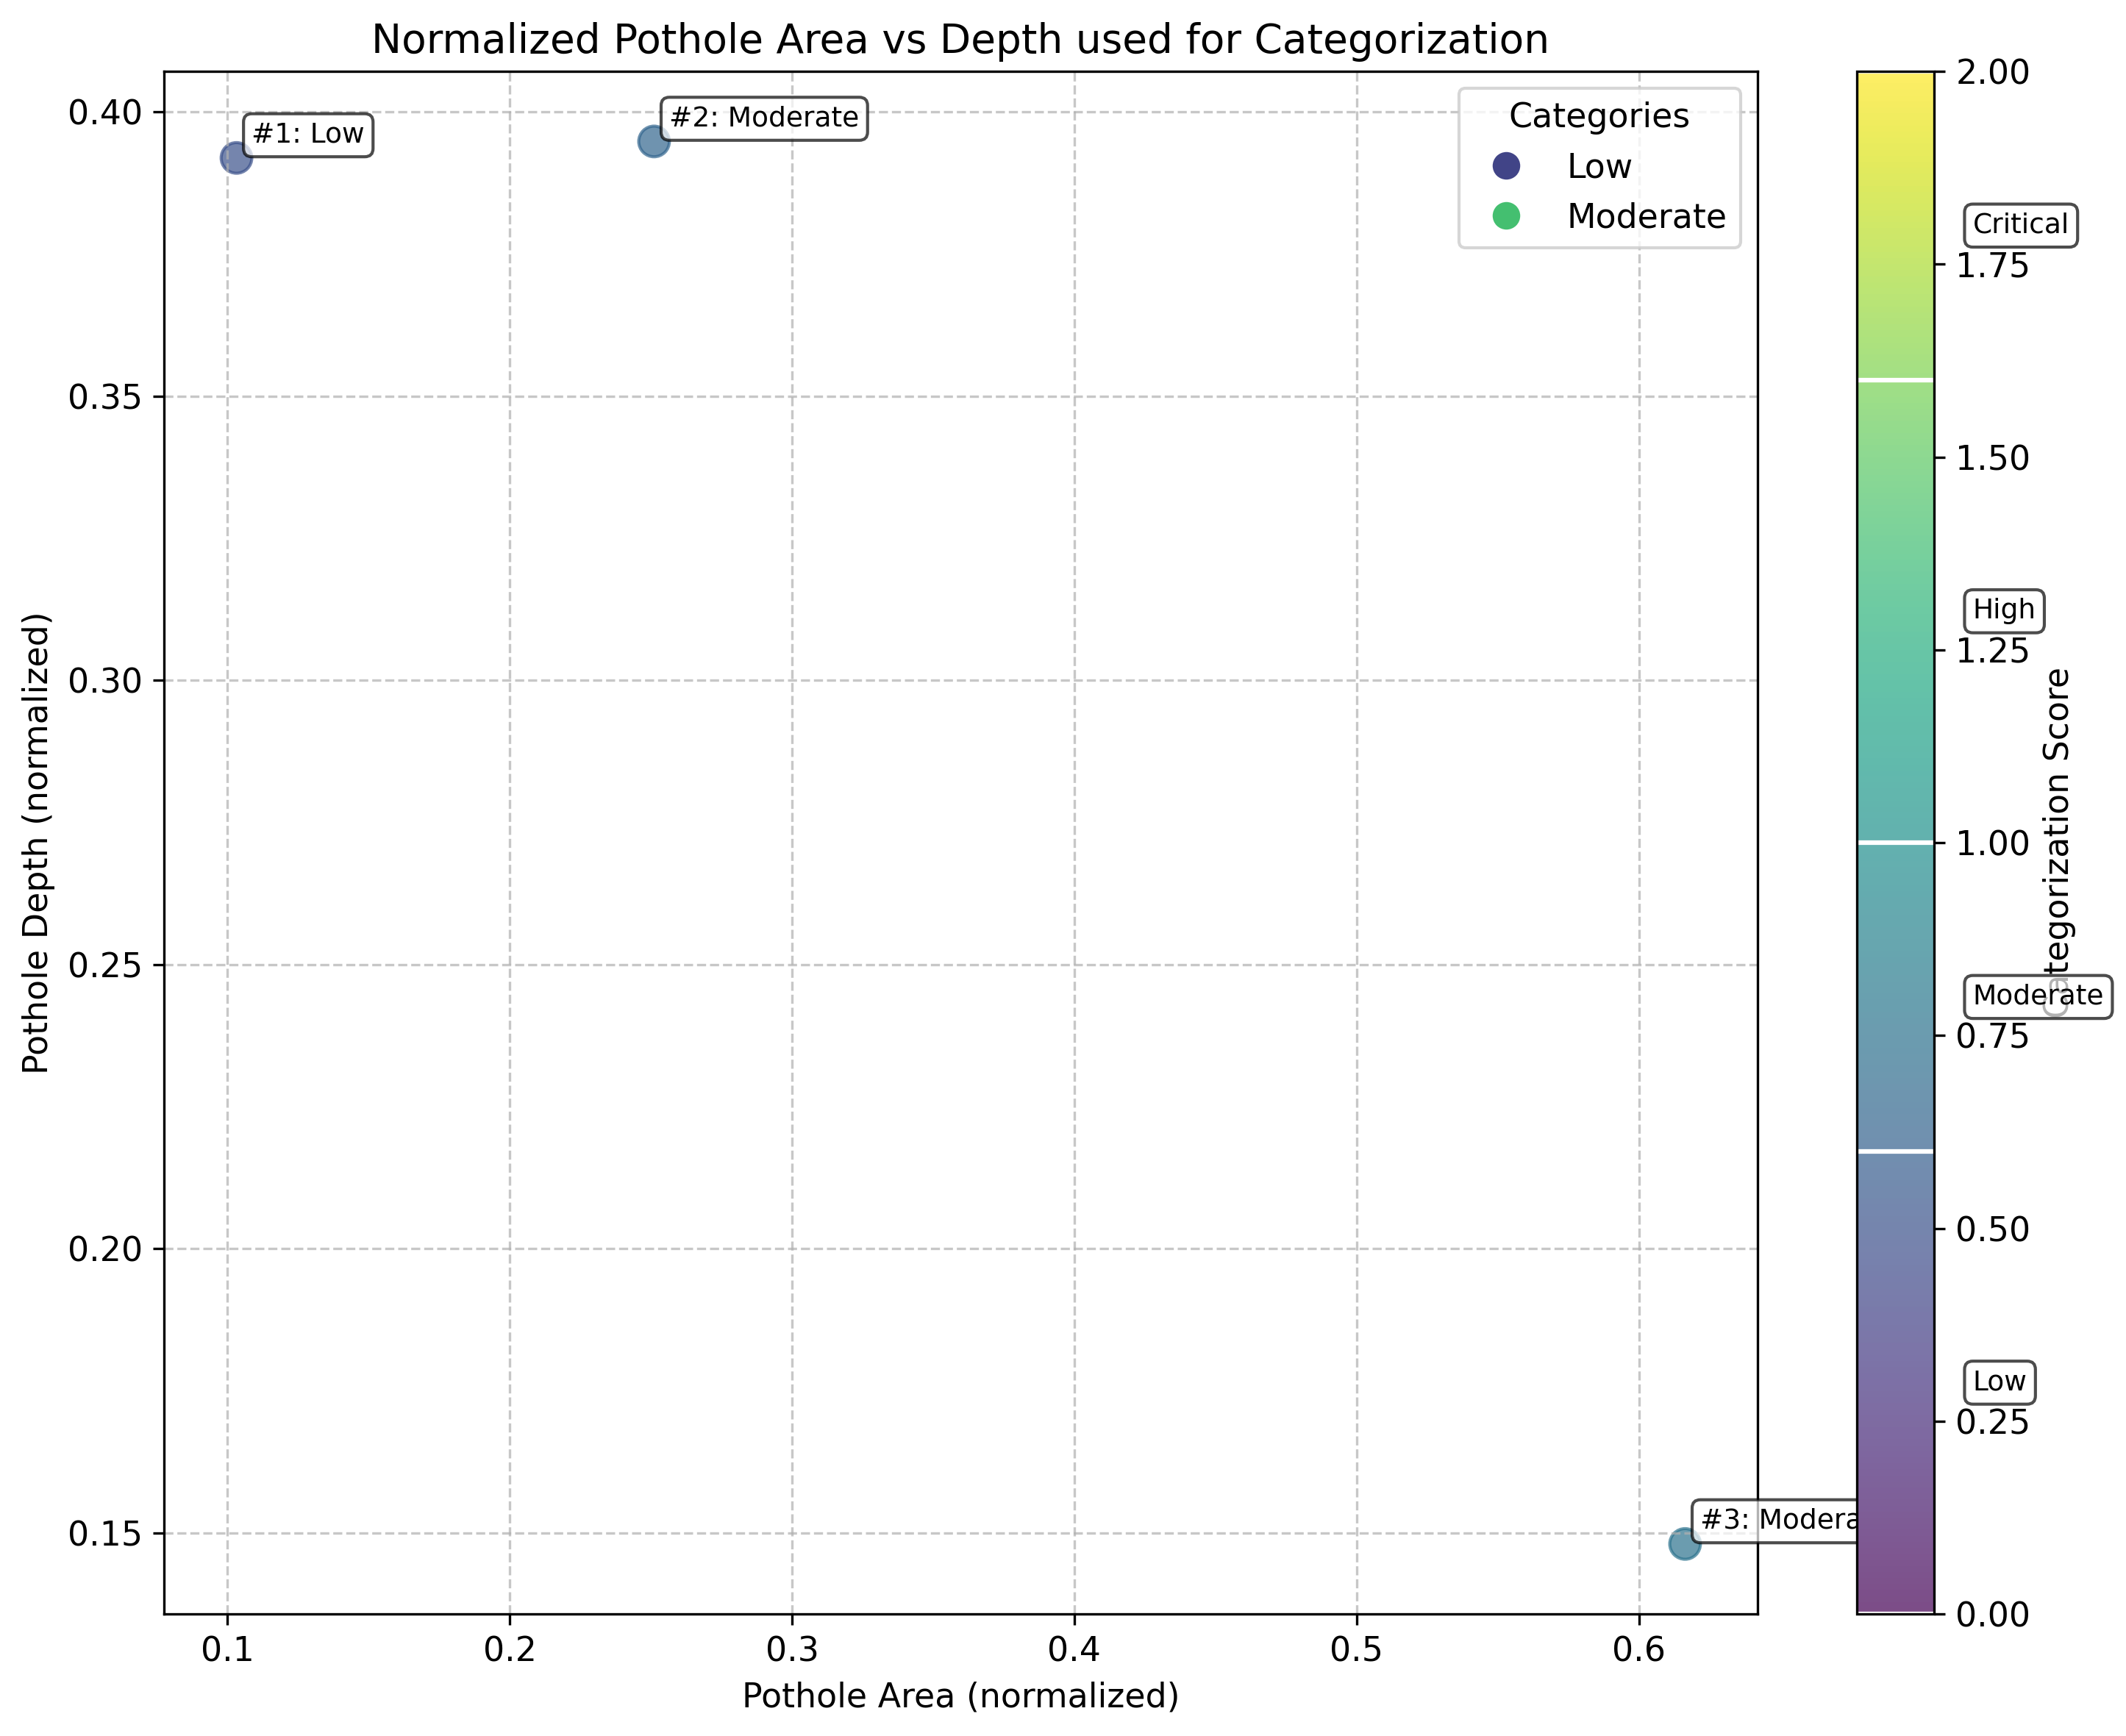 Normalized Pothole Area vs Depth used for Categorization
Pothole Depth (normalized)
0.40
0.35
0.30
0.25
0.20
0.15
#1: Low
#2: Moderate
#3: Modera
Categories
Low
Moderate
0.1
0.2
0.3
0.4
0.5
0.6
Pothole Area (normalized)
2.00
Critical
1.75
1.50
High
1.25
1.00
Moderate
0.75
0.50
Low
0.25
0.00
Categorization Score